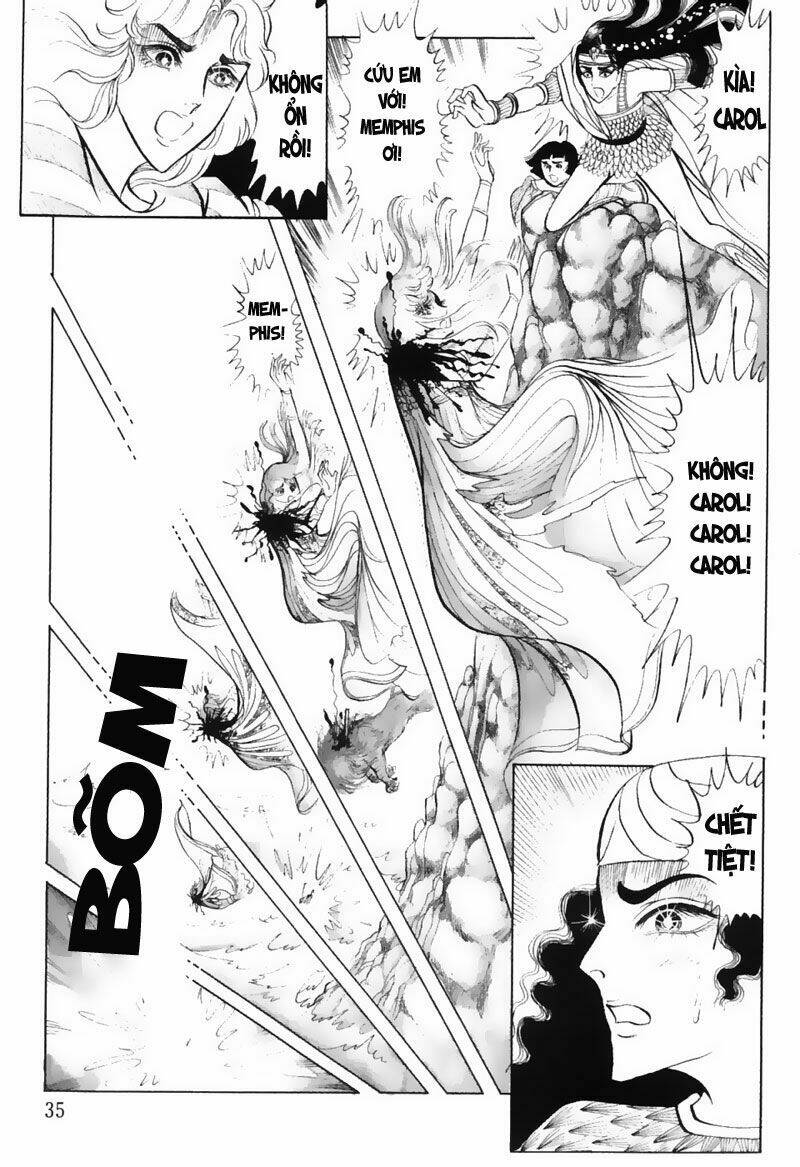 KÌA!
CAROL
CỨU EM
VỚI!
MEMPHIS
ƠI!
KHÔNG
ỔN
RỒI!
MEM-
PHIS!
KHÔNG!
CAROL!
CAROL!
CAROL!
BÕM
CHẾT
TIỆT!
35